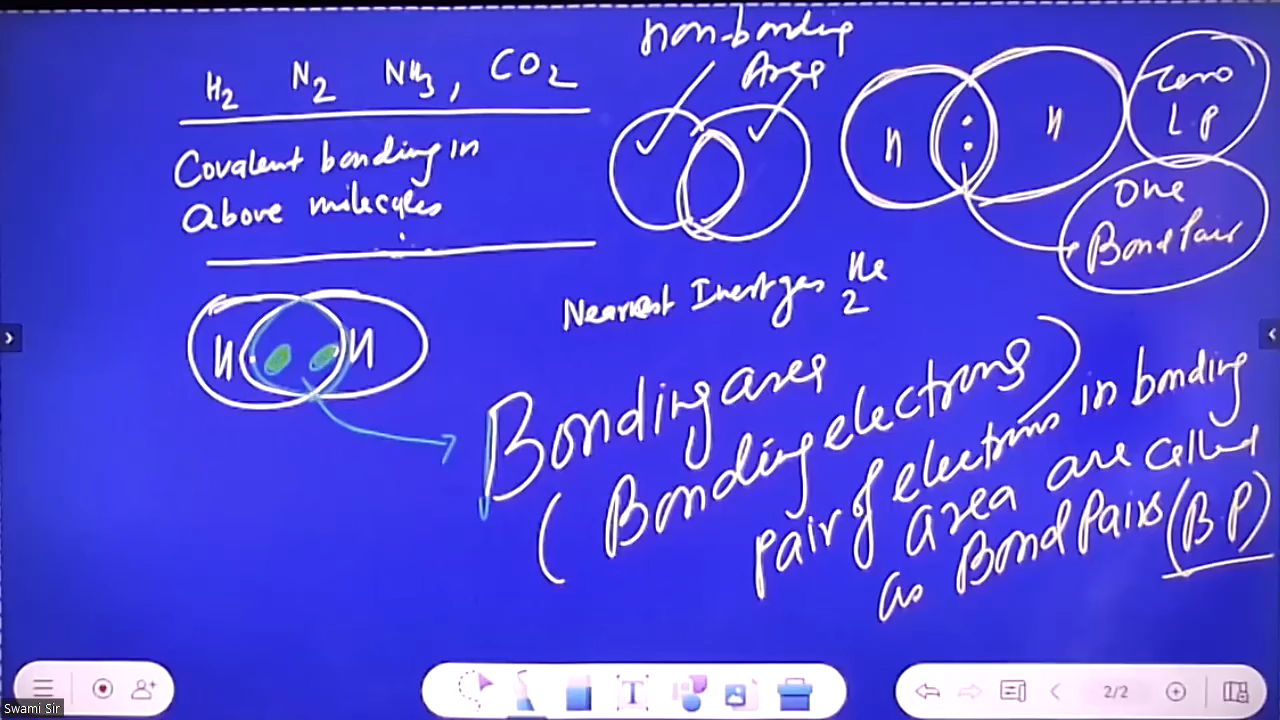 H2 N2 NH3, CO2
Covalent bonding in
above molecules
Non-bonding
Area
H : H
Zero
LP
One
Bond Pair
Nearest Inert gas He
2
H H
Bonding area
(Bonding electrons)
pair of electrons in bonding
area are called
as Bond Pairs (BP)
T
2/2
Swami Sir